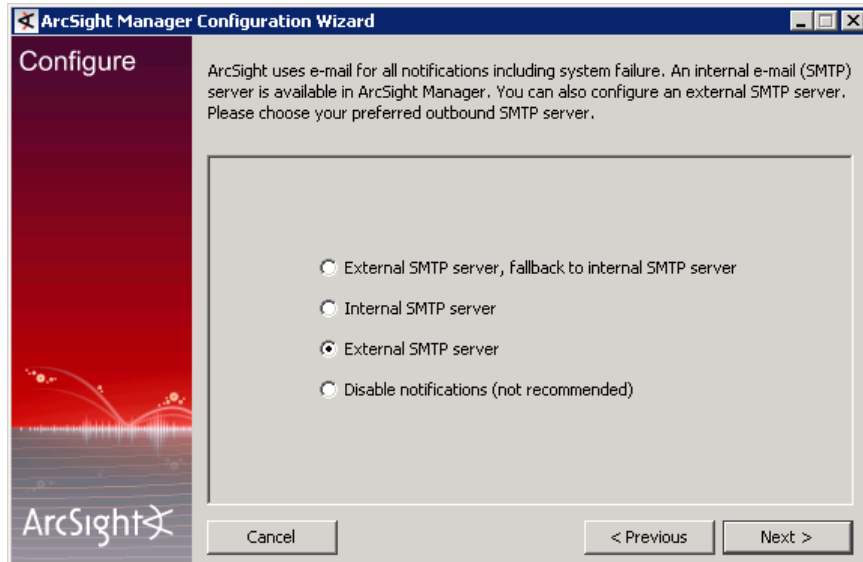 ArcSight Manager Configuration Wizard
Configure
ArcSight uses e-mail for all notifications including system failure. An internal e-mail (SMTP)
server is available in ArcSight Manager. You can also configure an external SMTP server.
Please choose your preferred outbound SMTP server.
External SMTP server, fallback to internal SMTP server
Internal SMTP server
External SMTP server
Disable notifications (not recommended)
ArcSight
Cancel
< Previous
Next >